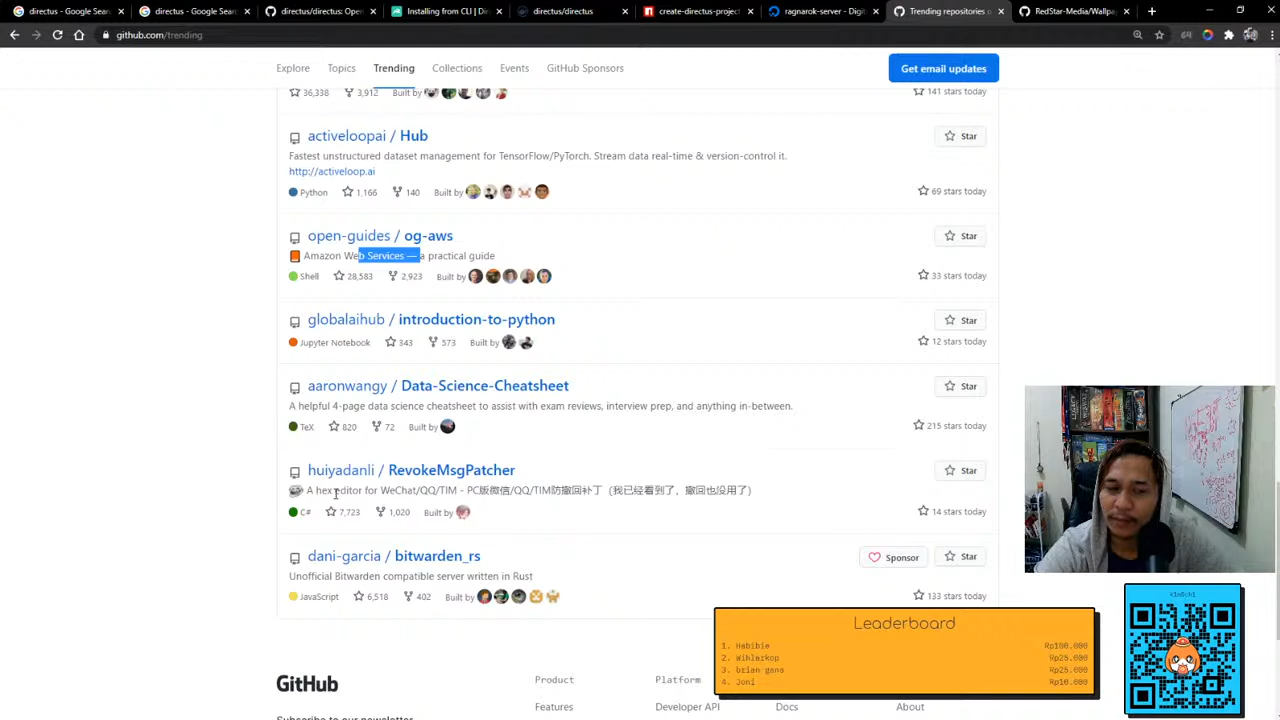 directus - Google Sear
directus - Google Sear
directus/directus: Open
Installing from CLI | Dir
directus/directus
create-directus-project
ragnarok-server - Digit
Trending repositories o
RedStar-Media/Wallpa
github.com/trending
Explore
Topics
Trending
Collections
Events
GitHub Sponsors
Get email updates
36,338
3,912
Built by
141 stars today
activeloopai / Hub
Star
Fastest unstructured dataset management for TensorFlow/PyTorch. Stream data real-time & version-control it.
http://activeloop.ai
Python
1,166
140
Built by
69 stars today
open-guides / og-aws
Star
Amazon Web Services — a practical guide
Shell
28,583
2,923
Built by
33 stars today
globalaihub / introduction-to-python
Star
Jupyter Notebook
343
573
Built by
12 stars today
aaronwangy / Data-Science-Cheatsheet
Star
A helpful 4-page data science cheatsheet to assist with exam reviews, interview prep, and anything in-between.
TeX
820
72
Built by
215 stars today
huiyadanli / RevokeMsgPatcher
Star
A hex editor for WeChat/QQ/TIM - PC版微信/QQ/TIM防撤回补丁（我已经看到了，撤回也没用了）
C#
7,723
1,020
Built by
14 stars today
dani-garcia / bitwarden_rs
Sponsor
Star
Unofficial Bitwarden compatible server written in Rust
JavaScript
6,518
402
Built by
133 stars today
Leaderboard
1. Habibie Rp100.000
2. Wihlarkop Rp25.000
3. brian gans Rp25.000
4. Joni Rp10.000
k1m0ch1
GitHub
Product
Platform
Subscribe to our newsletter
Features
Developer API
Docs
About